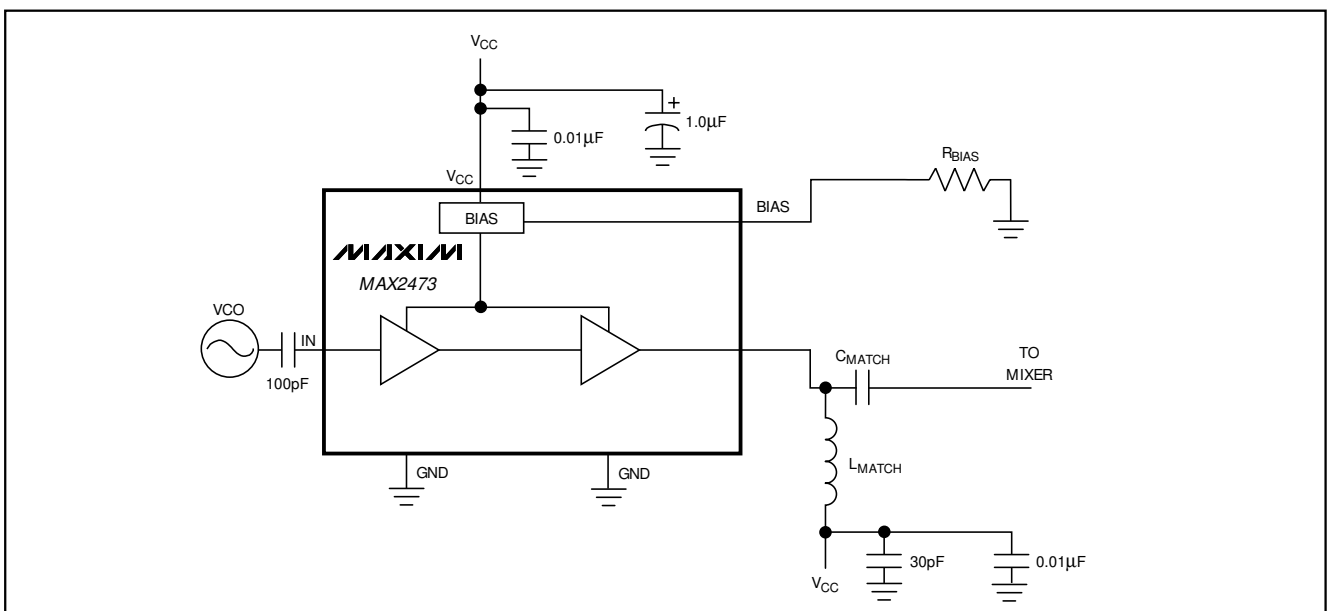 VCC
+
1.0µF
0.01µF
RBIAS
VCC
BIAS
BIAS
MAXIM
MAX2473
VCO
IN
100pF
CMATCH
TO
MIXER
LMATCH
GND
GND
30pF
0.01µF
VCC